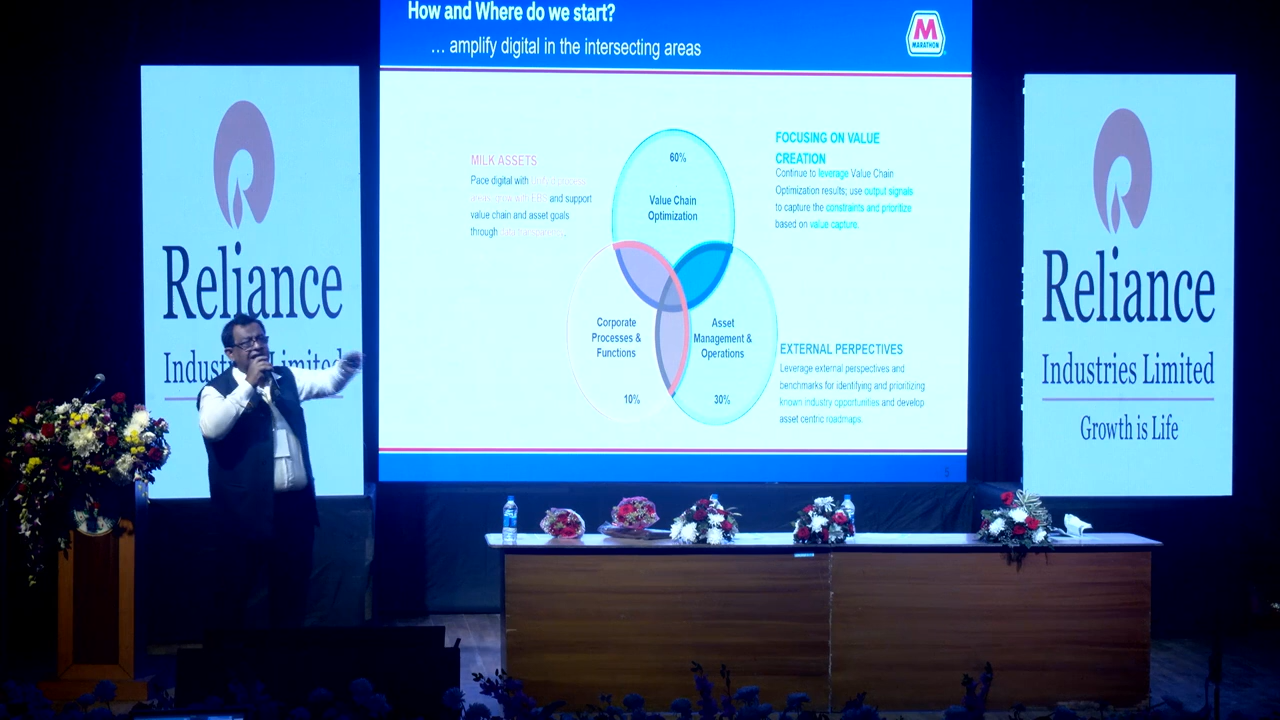 How and Where do we start?
… amplify digital in the intersecting areas
M
MARATHON
Reliance
Industries Limited
MILK ASSETS
Pace digital with
and support
value chain and asset goals
through
60%
Value Chain
Optimization
Corporate
Processes &
Functions
10%
Asset
Management &
Operations
30%
FOCUSING ON VALUE
CREATION
Continue to leverage Value Chain
Optimization results; use output signals
to capture the constraints and prioritize
based on value capture.
EXTERNAL PERPECTIVES
Leverage external perspectives and
benchmarks for identifying and prioritizing
known industry opportunities and develop
asset centric roadmaps.
5
Reliance
Industries Limited
Growth is Life